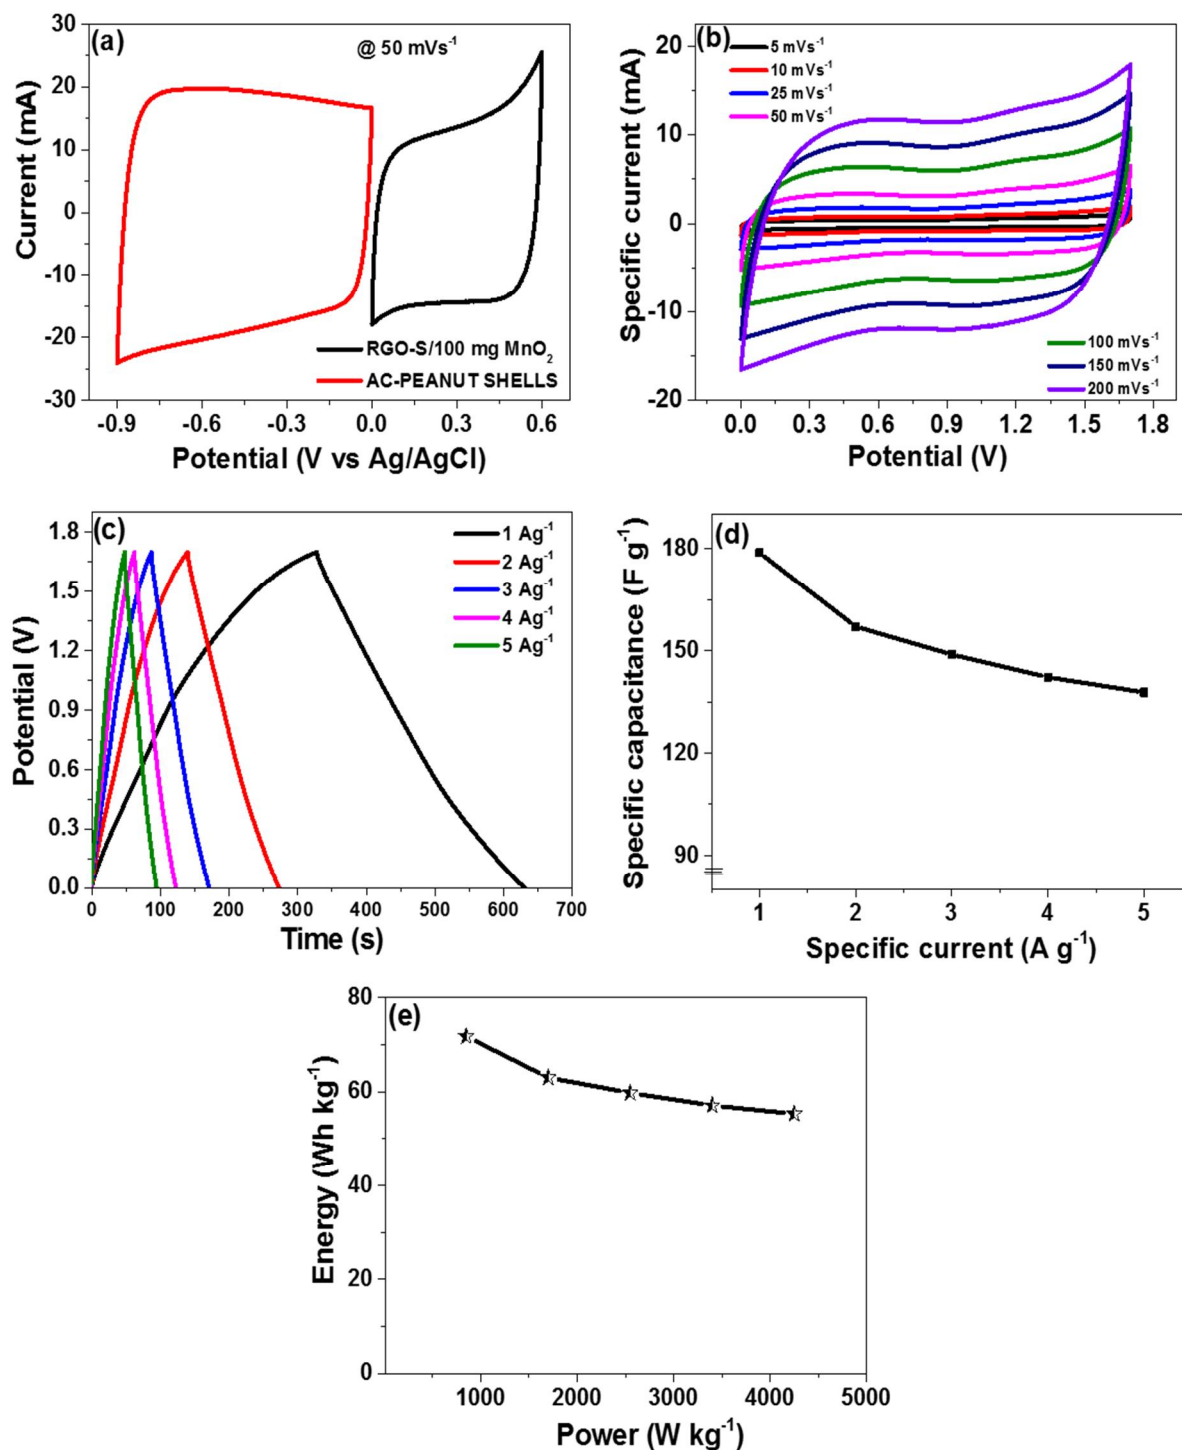 (a)
@ 50 mVs⁻¹
30
20
10
0
-10
-20
-30
Current (mA)
RGO-S/100 mg MnO₂
AC-PEANUT SHELLS
-0.9 -0.6 -0.3 0.0 0.3 0.6
Potential (V vs Ag/AgCl)
(b)
5 mVs⁻¹
10 mVs⁻¹
25 mVs⁻¹
50 mVs⁻¹
20
10
0
-10
-20
Specific current (mA)
100 mVs⁻¹
150 mVs⁻¹
200 mVs⁻¹
0.0 0.3 0.6 0.9 1.2 1.5 1.8
Potential (V)
(c)
1 Ag⁻¹
2 Ag⁻¹
3 Ag⁻¹
4 Ag⁻¹
5 Ag⁻¹
1.8
1.5
1.2
0.9
0.6
0.3
0.0
Potential (V)
0 100 200 300 400 500 600 700
Time (s)
(d)
180
150
120
90
Specific capacitance (F g⁻¹)
1 2 3 4 5
Specific current (A g⁻¹)
(e)
80
60
40
20
0
Energy (Wh kg⁻¹)
1000 2000 3000 4000 5000
Power (W kg⁻¹)